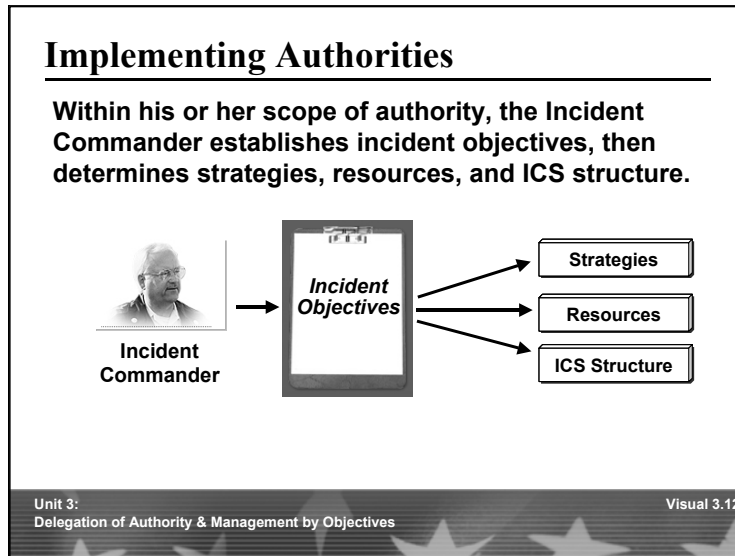 Implementing Authorities
Within his or her scope of authority, the Incident
Commander establishes incident objectives, then
determines strategies, resources, and ICS structure.
Incident
Commander
Incident
Objectives
Strategies
Resources
ICS Structure
Unit 3:
Delegation of Authority & Management by Objectives
Visual 3.12